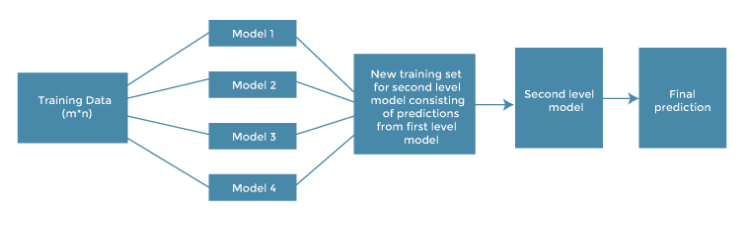 Training Data
(m*n)
Model 1
Model 2
Model 3
Model 4
New training set
for second level
model consisting
of predictions
from first level
model
Second level
model
Final
prediction